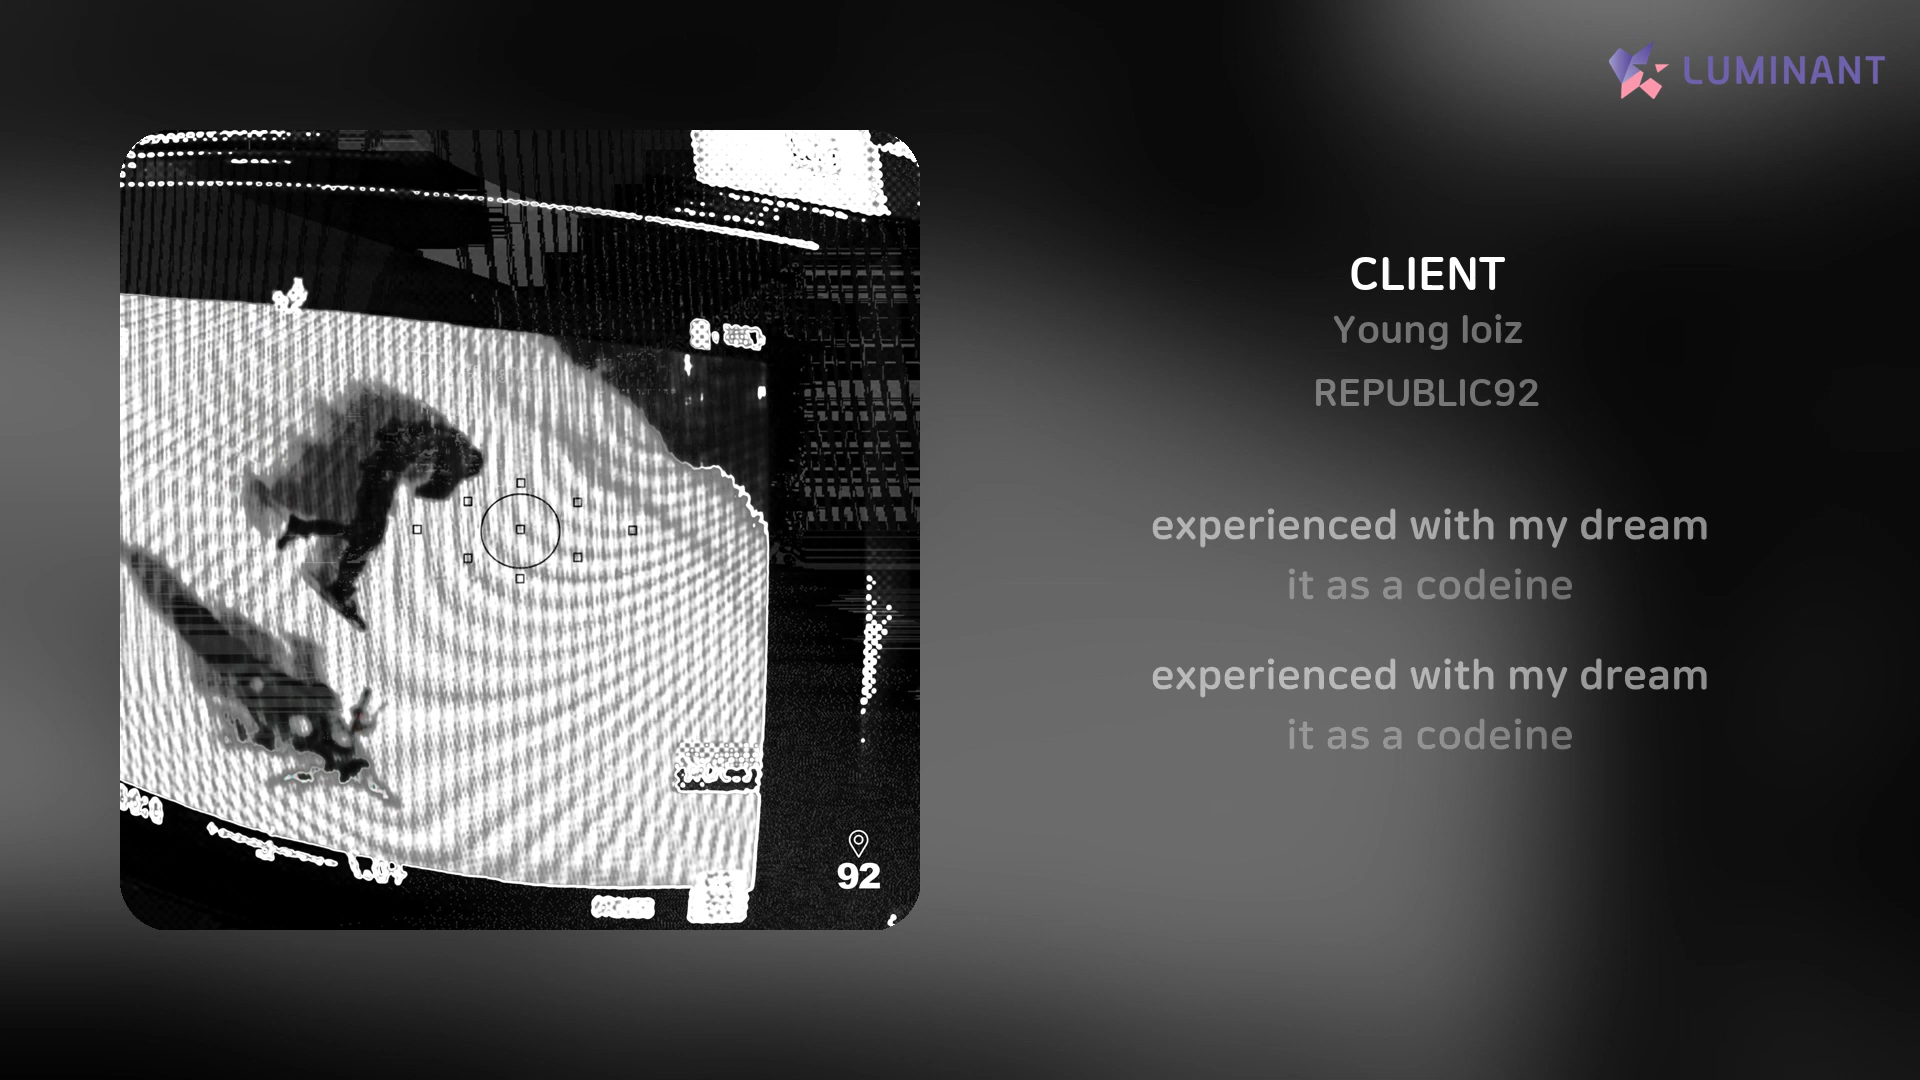 LUMINANT
CLIENT
Young loiz
REPUBLIC92
experienced with my dream
it as a codeine
experienced with my dream
it as a codeine
92